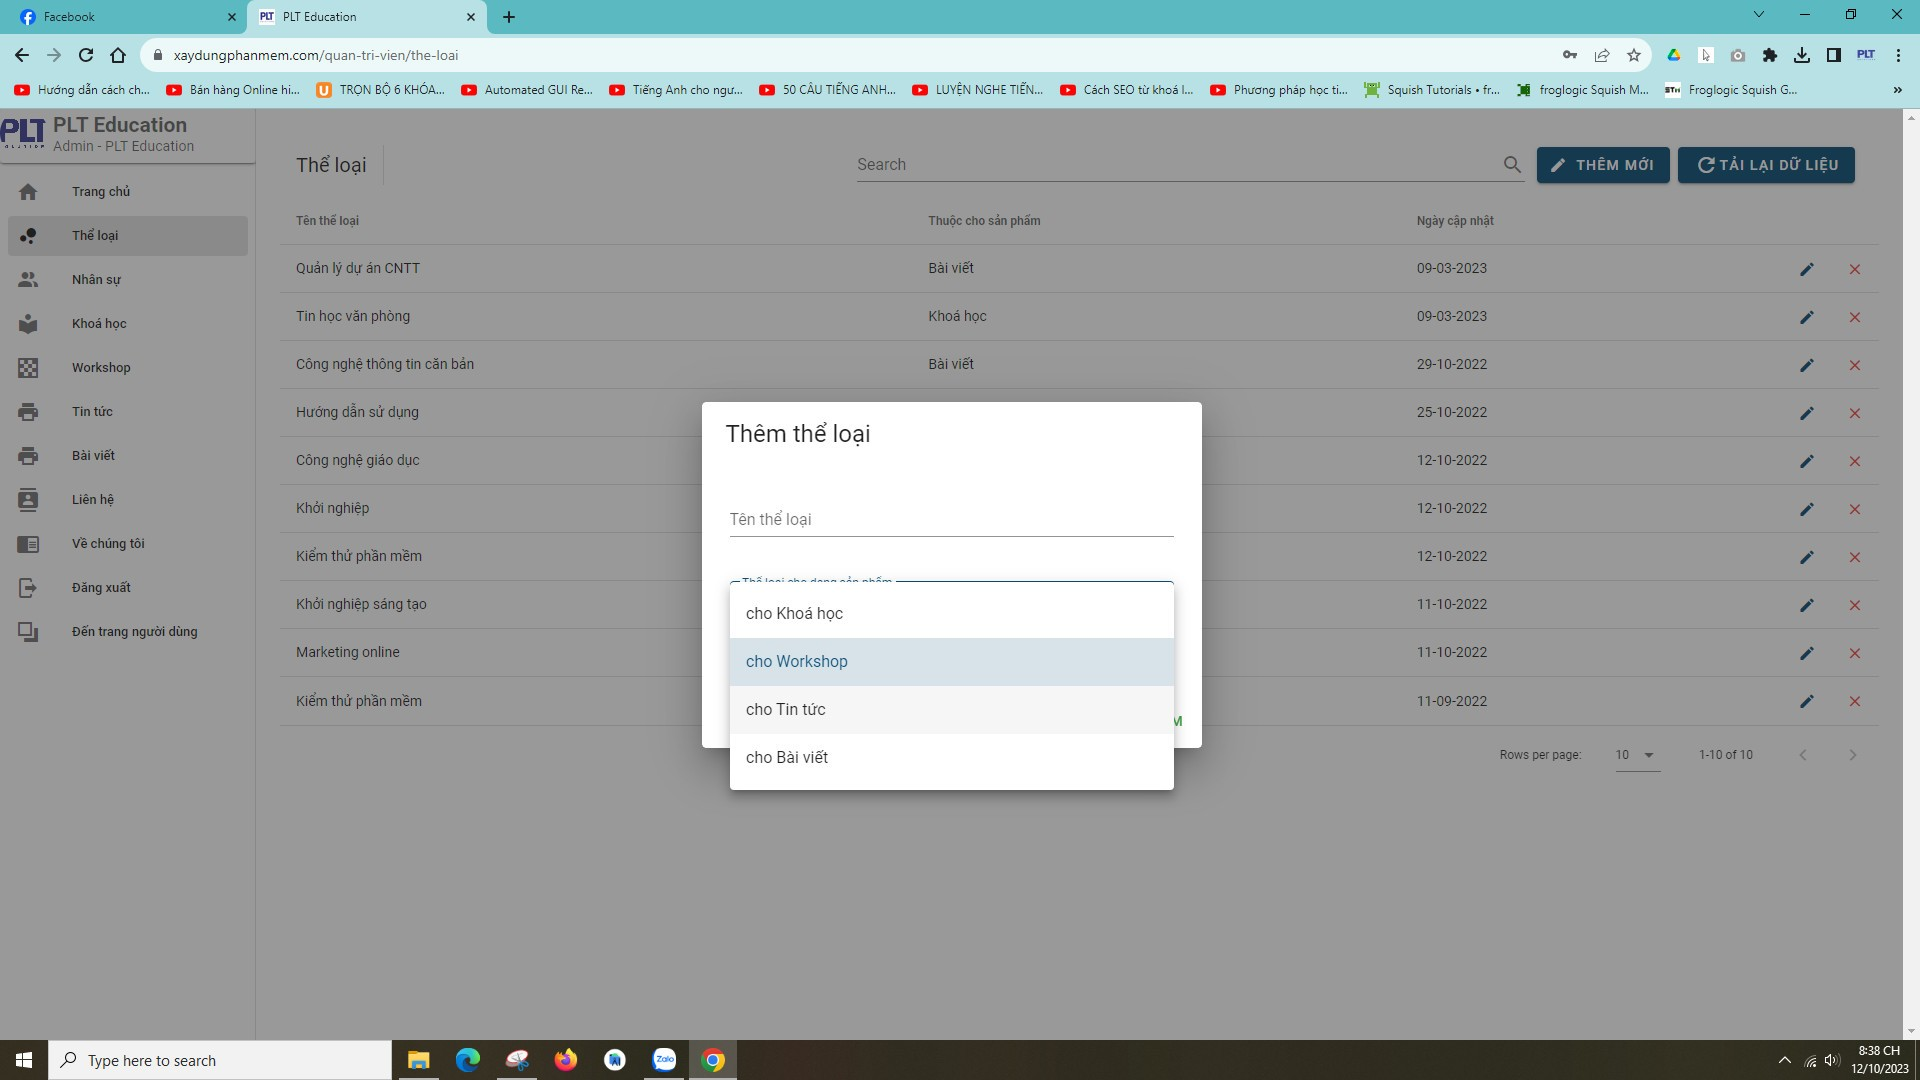 Facebook
PLT Education
xaydungphanmem.com/quan-tri-vien/the-loai
Hướng dẫn cách ch...
Bán hàng Online hi...
TRỌN BỘ 6 KHÓA...
Automated GUI Re...
Tiếng Anh cho ngư...
50 CÂU TIẾNG ANH...
LUYỆN NGHE TIẾN...
Cách SEO từ khoá l...
Phương pháp học ti...
Squish Tutorials • fr...
froglogic Squish M...
Froglogic Squish G...
PLT
PLT Education
Admin - PLT Education
Trang chủ
Thể loại
Nhân sự
Khoá học
Workshop
Tin tức
Bài viết
Liên hệ
Về chúng tôi
Đăng xuất
Đến trang người dùng
Thể loại
Search
THÊM MỚI
TẢI LẠI DỮ LIỆU
Tên thể loại Thuộc cho sản phẩm Ngày cập nhật
Quản lý dự án CNTT Bài viết 09-03-2023
Tin học văn phòng Khoá học 09-03-2023
Công nghệ thông tin căn bản Bài viết 29-10-2022
Hướng dẫn sử dụng 25-10-2022
Công nghệ giáo dục 12-10-2022
Khởi nghiệp 12-10-2022
Kiểm thử phần mềm 12-10-2022
Khởi nghiệp sáng tạo 11-10-2022
Marketing online 11-10-2022
Kiểm thử phần mềm 11-09-2022
Rows per page: 10 1-10 of 10
Thêm thể loại
Tên thể loại
Thể loại cho dạng sản phẩm
cho Khoá học
cho Workshop
cho Tin tức
cho Bài viết
M
Type here to search
Zalo
8:38 CH
12/10/2023